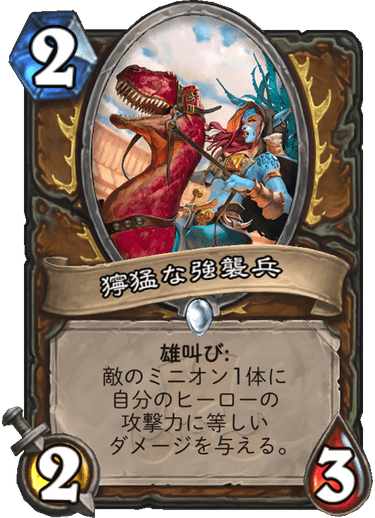 2
獰猛な強襲兵
雄叫び:
敵のミニオン1体に
自分のヒーローの
攻撃力に等しい
ダメージを与える。
2
3